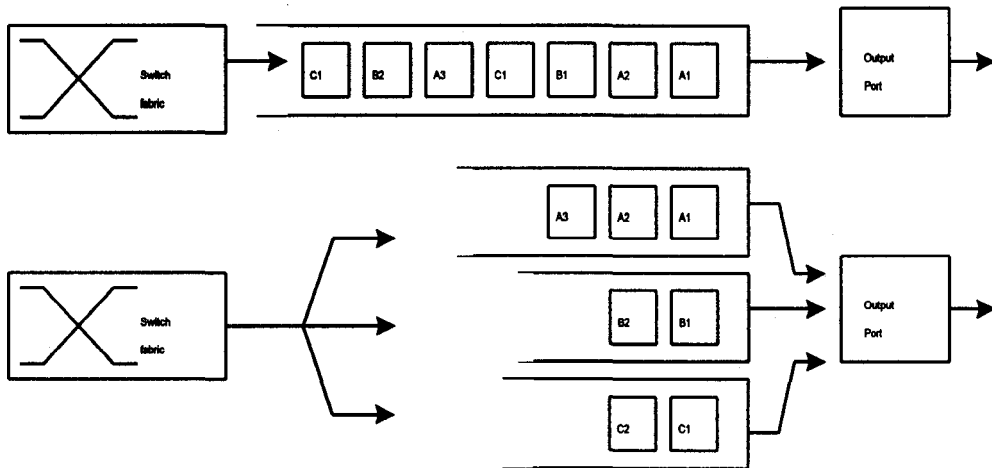 Switch
fabric
C1 B2 A3 C1 B1 A2 A1
Output
Port
Switch
fabric
A3 A2 A1
B2 B1
C2 C1
Output
Port